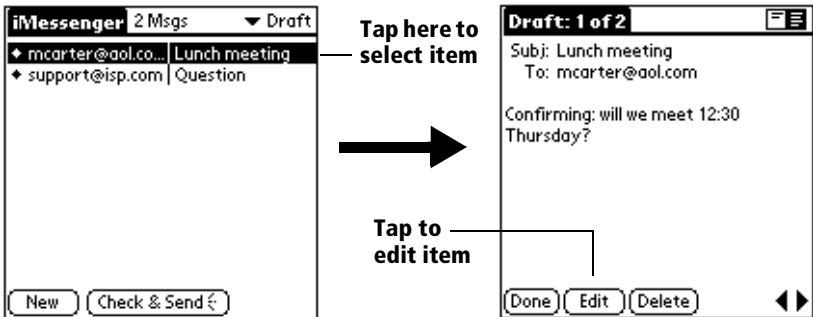 iMessenger 2 Msgs Draft
mcarter@aol.co... Lunch meeting
support@isp.com Question
New Check & Send
Tap here to
select item
Tap to
edit item
Draft: 1 of 2
Subj: Lunch meeting
To: mcarter@aol.com
Confirming: will we meet 12:30
Thursday?
Done Edit Delete